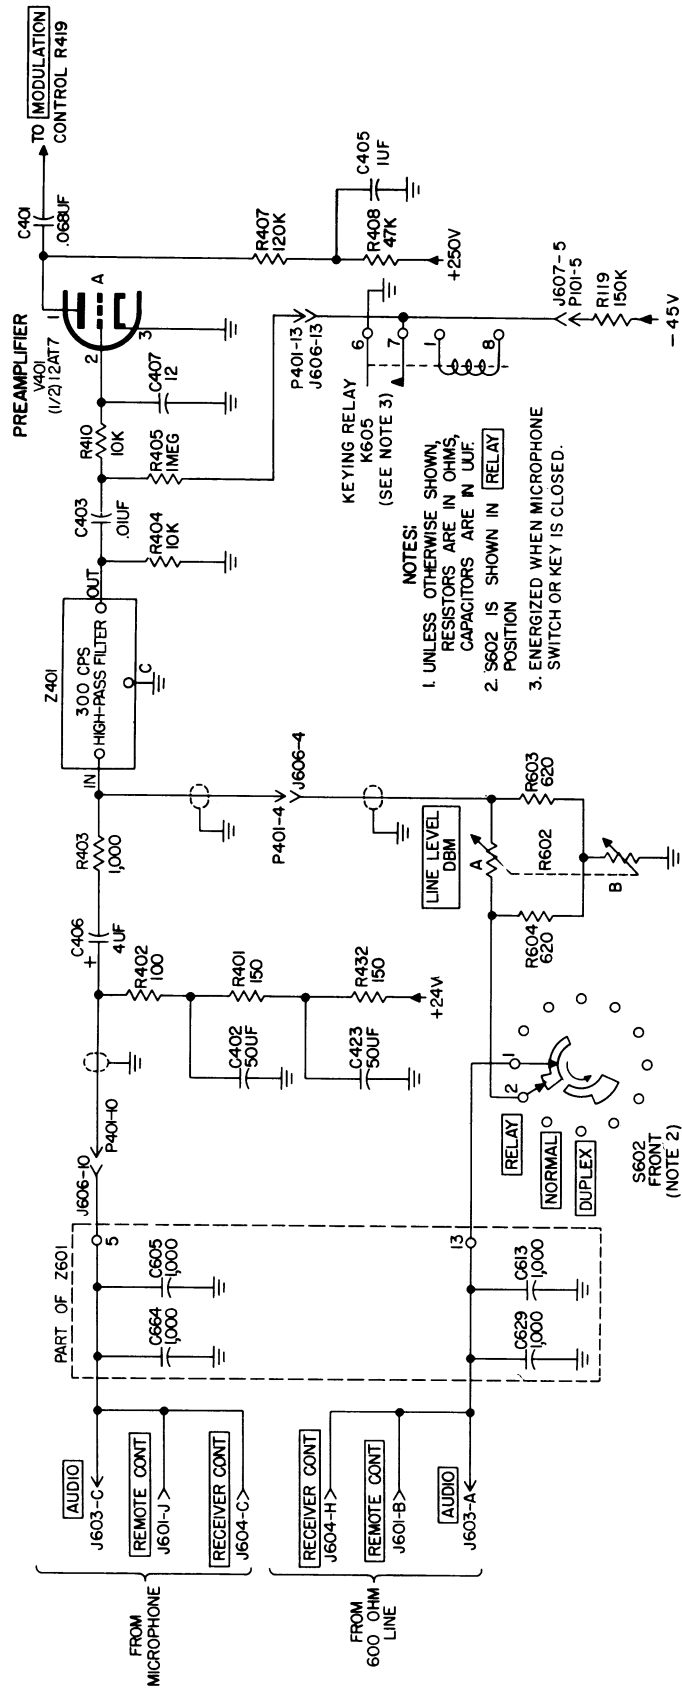 FROM
MICROPHONE
AUDIO
J603-C
REMOTE CONT
J601-J
RECEIVER CONT
J604-C
FROM
600 OHM
LINE
RECEIVER CONT
J604-H
REMOTE CONT
J601-B
AUDIO
J603-A
PART OF Z601
C664
1,000
C605
1,000
5
C629
1,000
C613
1,000
13
J606-10
P401-10
+
C406
4UF
R403
1,000
R402
100
R401
150
R432
150
+24V
C402
50UF
C423
50UF
RELAY
NORMAL
DUPLEX
2
1
S602
FRONT
(NOTE 2)
LINE LEVEL
DBM
A
R602
B
R604
620
R603
620
P401-4
J606-4
Z401
IN
300 CPS
HIGH-PASS FILTER
OUT
C
C403
.01UF
R404
10K
R410
10K
R405
1MEG
C407
12
PREAMPLIFIER
V401
(1/2) 12AT7
1
2
3
A
C401
.068UF
TO MODULATION
CONTROL R419
R407
120K
R408
47K
C405
1UF
+250V
P401-13
J606-13
KEYING RELAY
K605
(SEE NOTE 3)
6
7
1
8
J607-5
P101-5
R119
150K
-45V
NOTES:
1. UNLESS OTHERWISE SHOWN,
RESISTORS ARE IN OHMS,
CAPACITORS ARE IN UUF.
2. S602 IS SHOWN IN RELAY
POSITION
3. ENERGIZED WHEN MICROPHONE
SWITCH OR KEY IS CLOSED.